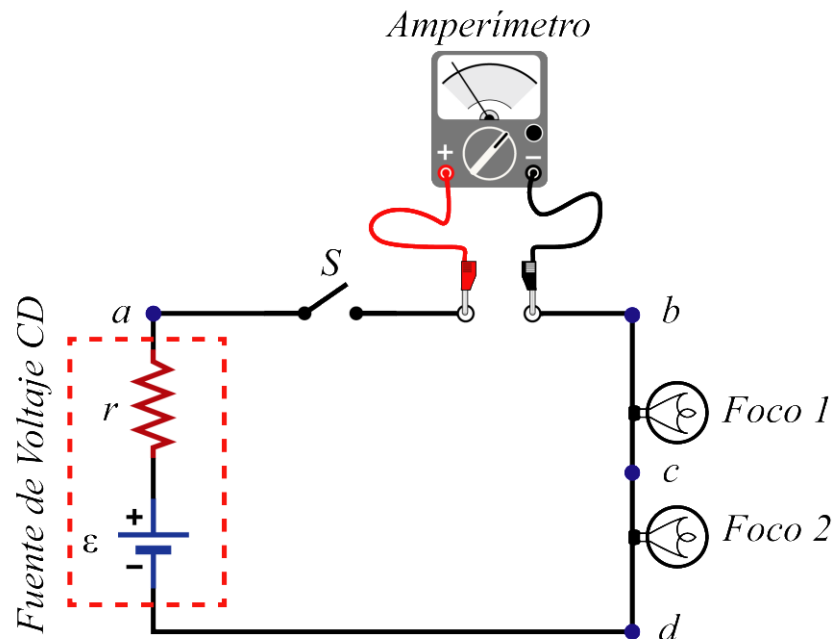 Amperímetro
+
−
S
a
b
Fuente de Voltaje CD
r
Foco 1
c
+
ε
−
Foco 2
d